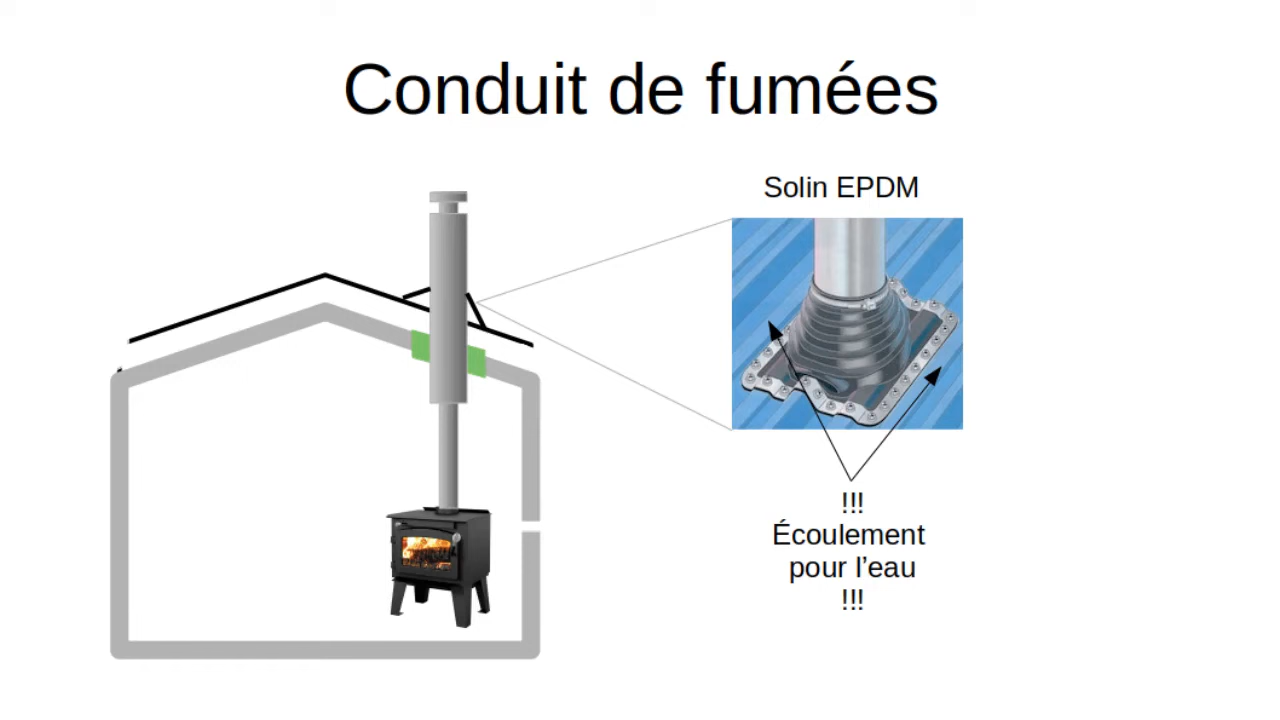 Conduit de fumées
Solin EPDM
!!!
Écoulement
pour l’eau
!!!